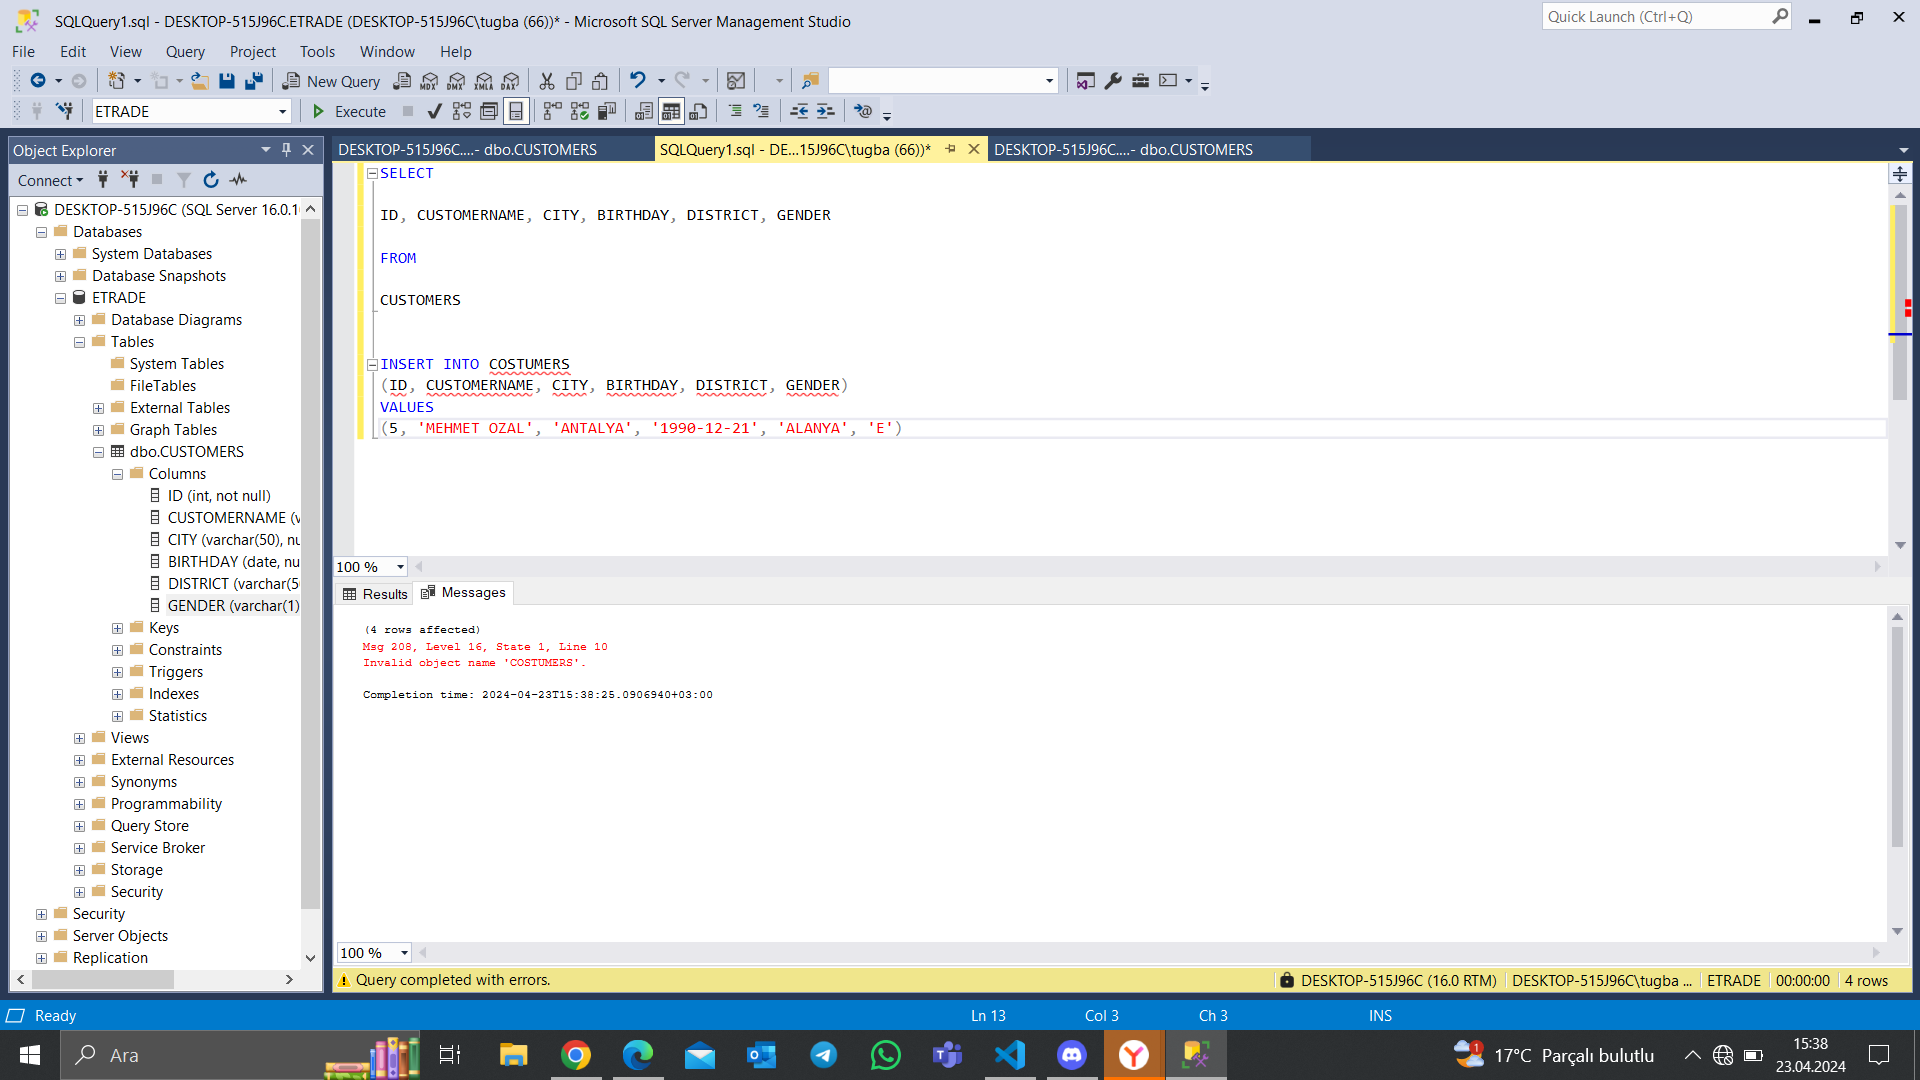 SQLQuery1.sql - DESKTOP-515J96C.ETRADE (DESKTOP-515J96C\tugba (66))* - Microsoft SQL Server Management Studio
Quick Launch (Ctrl+Q)
File Edit View Query Project Tools Window Help
New Query MDX DMX XMLA DAX
ETRADE Execute
Object Explorer
DESKTOP-515J96C....- dbo.CUSTOMERS SQLQuery1.sql - DE...15J96C\tugba (66))* DESKTOP-515J96C....- dbo.CUSTOMERS
Connect
DESKTOP-515J96C (SQL Server 16.0.1
Databases
System Databases
Database Snapshots
ETRADE
Database Diagrams
Tables
System Tables
FileTables
External Tables
Graph Tables
dbo.CUSTOMERS
Columns
ID (int, not null)
CUSTOMERNAME (v
CITY (varchar(50), nu
BIRTHDAY (date, nu
DISTRICT (varchar(5
GENDER (varchar(1)
Keys
Constraints
Triggers
Indexes
Statistics
Views
External Resources
Synonyms
Programmability
Query Store
Service Broker
Storage
Security
Security
Server Objects
Replication
SELECT
ID, CUSTOMERNAME, CITY, BIRTHDAY, DISTRICT, GENDER
FROM
CUSTOMERS
INSERT INTO COSTUMERS
(ID, CUSTOMERNAME, CITY, BIRTHDAY, DISTRICT, GENDER)
VALUES
(5, 'MEHMET OZAL', 'ANTALYA', '1990-12-21', 'ALANYA', 'E')
100 %
Results Messages
(4 rows affected)
Msg 208, Level 16, State 1, Line 10
Invalid object name 'COSTUMERS'.
Completion time: 2024-04-23T15:38:25.0906940+03:00
100 %
Query completed with errors. DESKTOP-515J96C (16.0 RTM) DESKTOP-515J96C\tugba ... ETRADE 00:00:00 4 rows
Ready Ln 13 Col 3 Ch 3 INS
Ara
1 17°C Parçalı bulutlu
15:38
23.04.2024